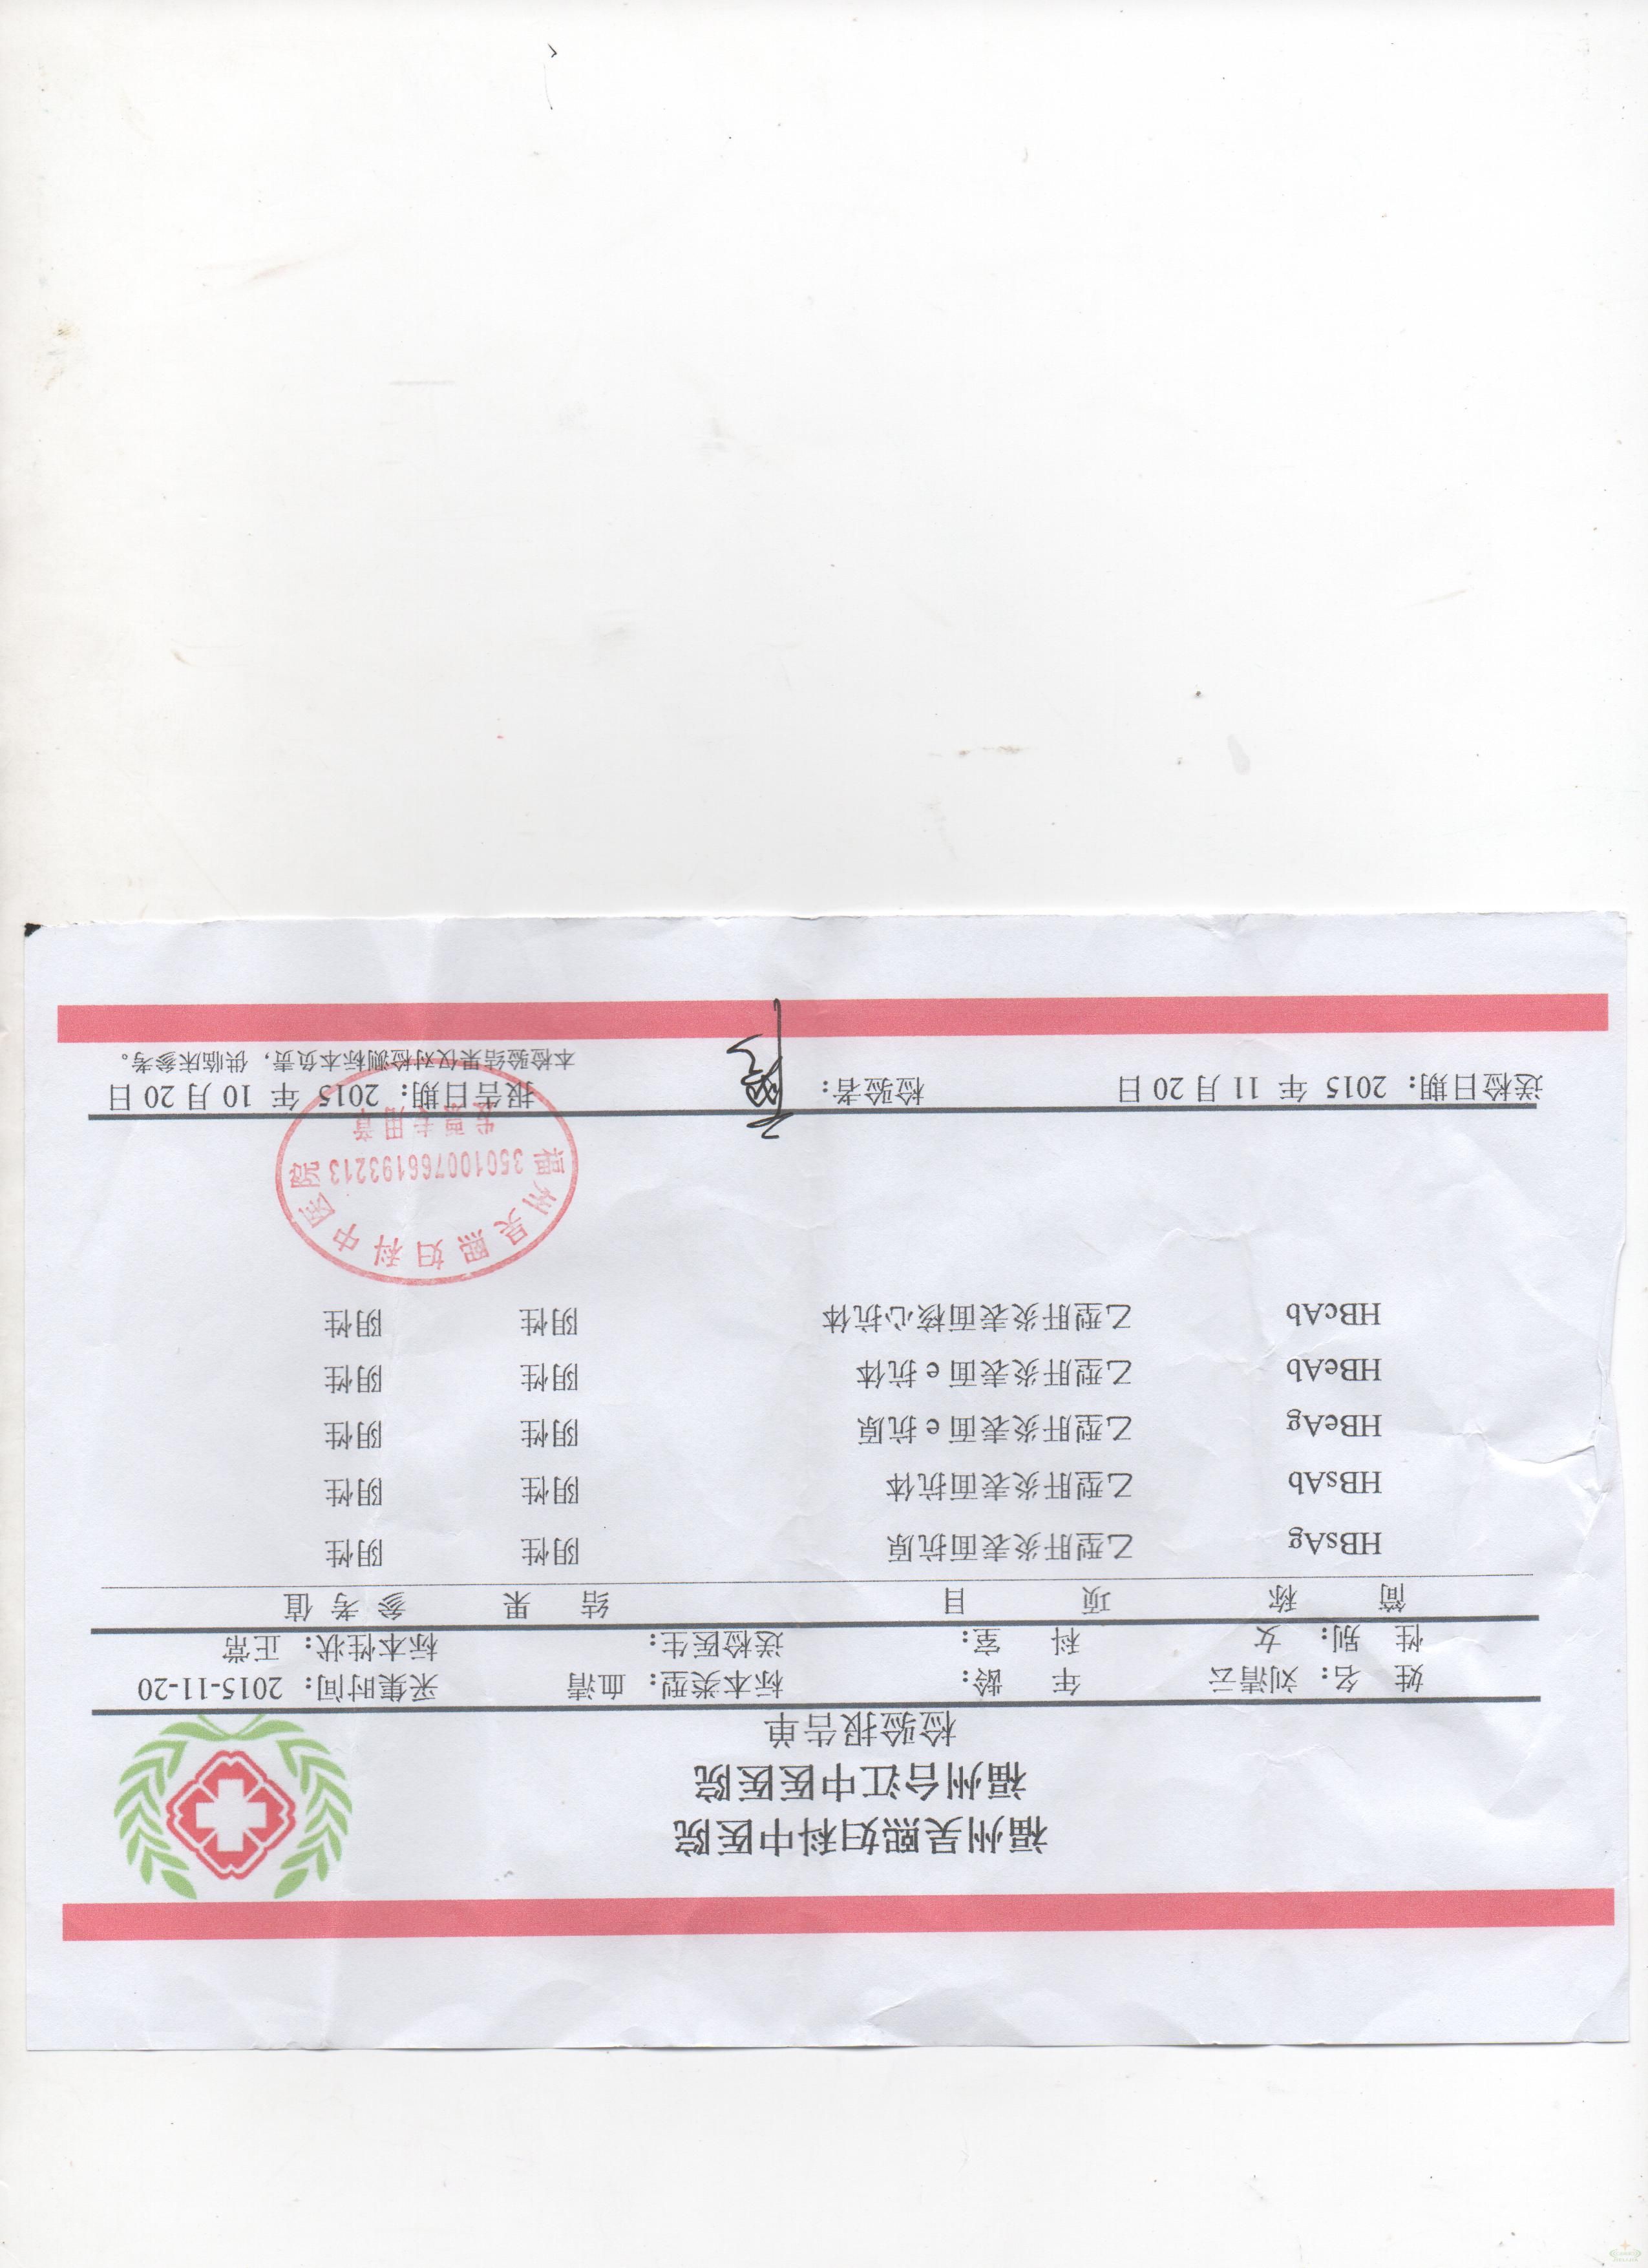 福州吴熙妇科中医院
福州台江中医医院
检验报告单
姓 名：刘清云 年 龄： 标本类型：血清 采集时间：2015-11-20
性 别：女 科 室： 送检医生： 标本性状：正常
简 称 项 目 结 果 参考值
HBsAg 乙型肝炎表面抗原 阴性 阴性
HBsAb 乙型肝炎表面抗体 阴性 阴性
HBeAg 乙型肝炎表面e抗原 阴性 阴性
HBeAb 乙型肝炎表面e抗体 阴性 阴性
HBcAb 乙型肝炎表面核心抗体 阴性 阴性
福州吴熙妇科中医院
350100766193213
发票专用章
送检日期：2015 年 11 月 20 日 检验者： 报告日期：2015 年 10 月 20 日
本检验结果仅对检测标本负责，供临床参考。